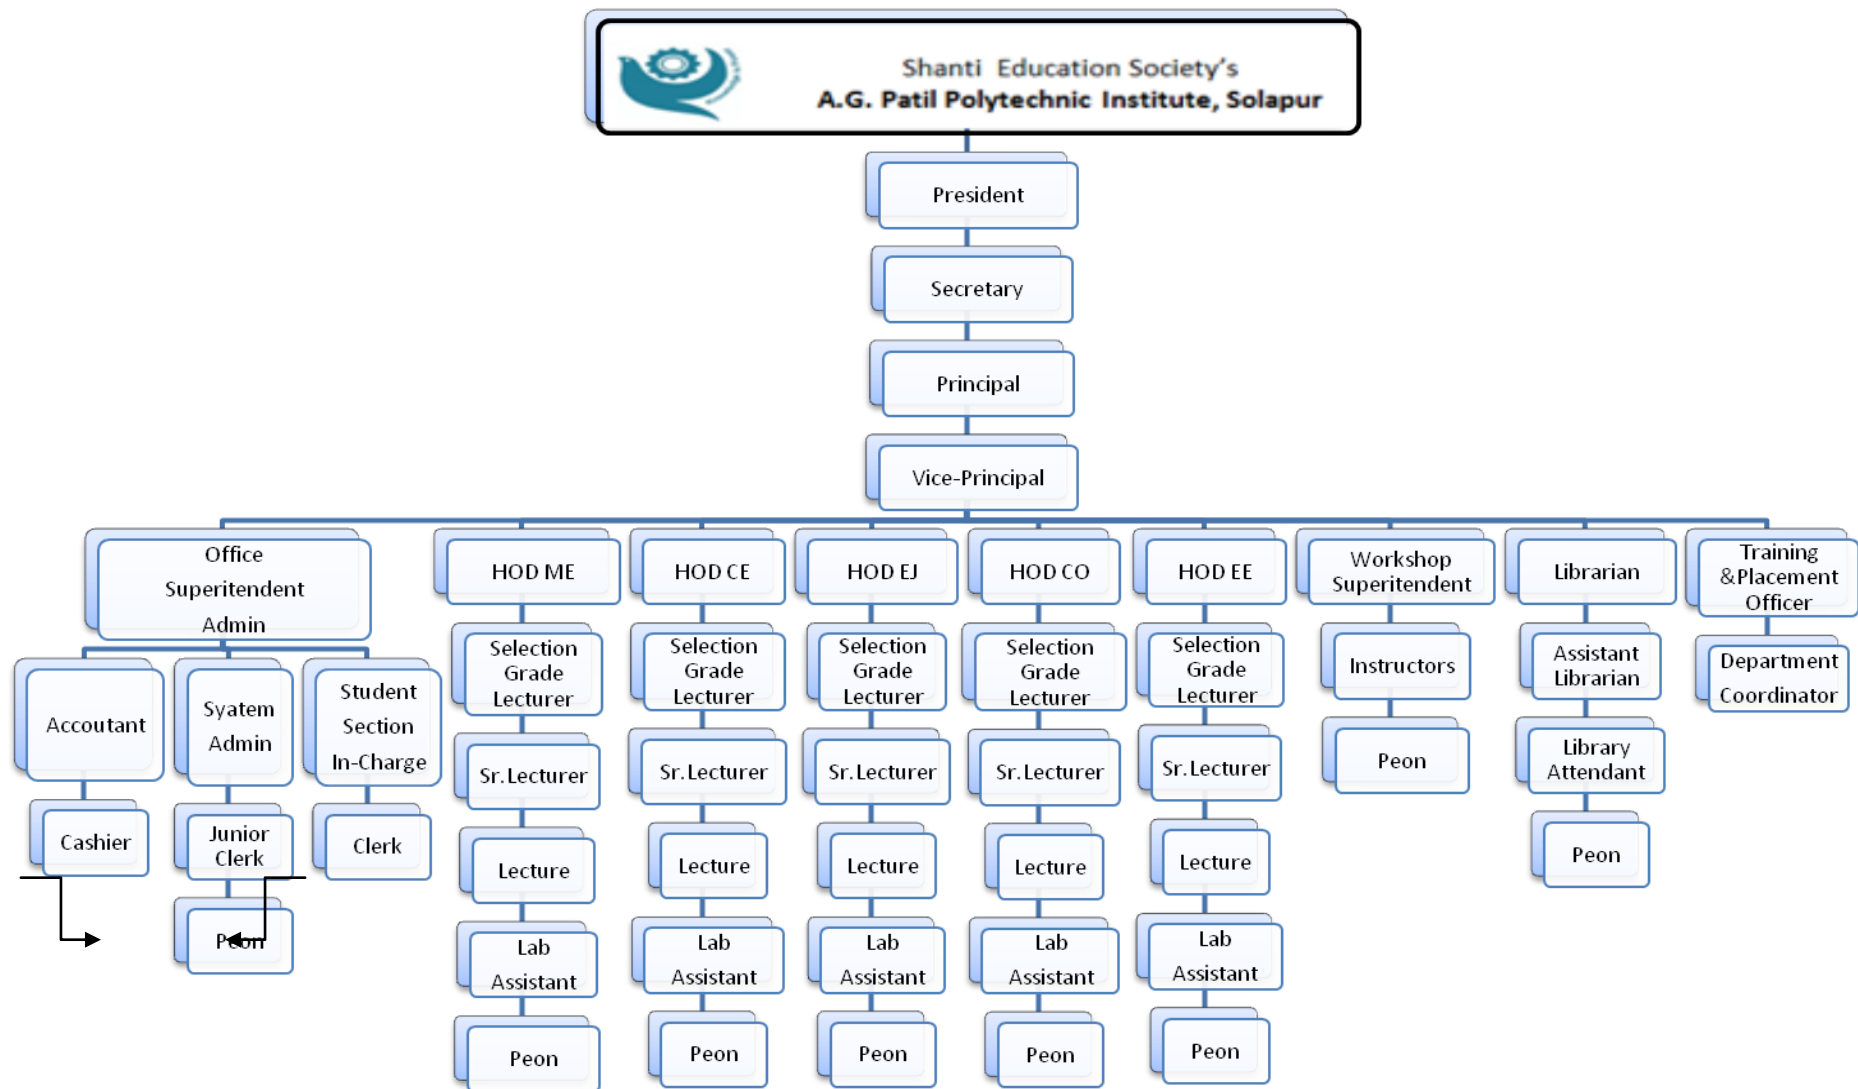 Shanti Education Society's
A.G. Patil Polytechnic Institute, Solapur
President
Secretary
Principal
Vice-Principal
Office
Superitendent
Admin
HOD ME
HOD CE
HOD EJ
HOD CO
HOD EE
Workshop
Superitendent
Librarian
Training
&Placement
Officer
Accoutant
Syatem
Admin
Student
Section
In-Charge
Selection
Grade
Lecturer
Selection
Grade
Lecturer
Selection
Grade
Lecturer
Selection
Grade
Lecturer
Selection
Grade
Lecturer
Instructors
Assistant
Librarian
Department
Coordinator
Cashier
Junior
Clerk
Clerk
Sr.Lecturer
Sr.Lecturer
Sr.Lecturer
Sr.Lecturer
Sr.Lecturer
Peon
Library
Attendant
Peon
Lecture
Lecture
Lecture
Lecture
Lecture
Peon
Lab
Assistant
Lab
Assistant
Lab
Assistant
Lab
Assistant
Lab
Assistant
Peon
Peon
Peon
Peon
Peon